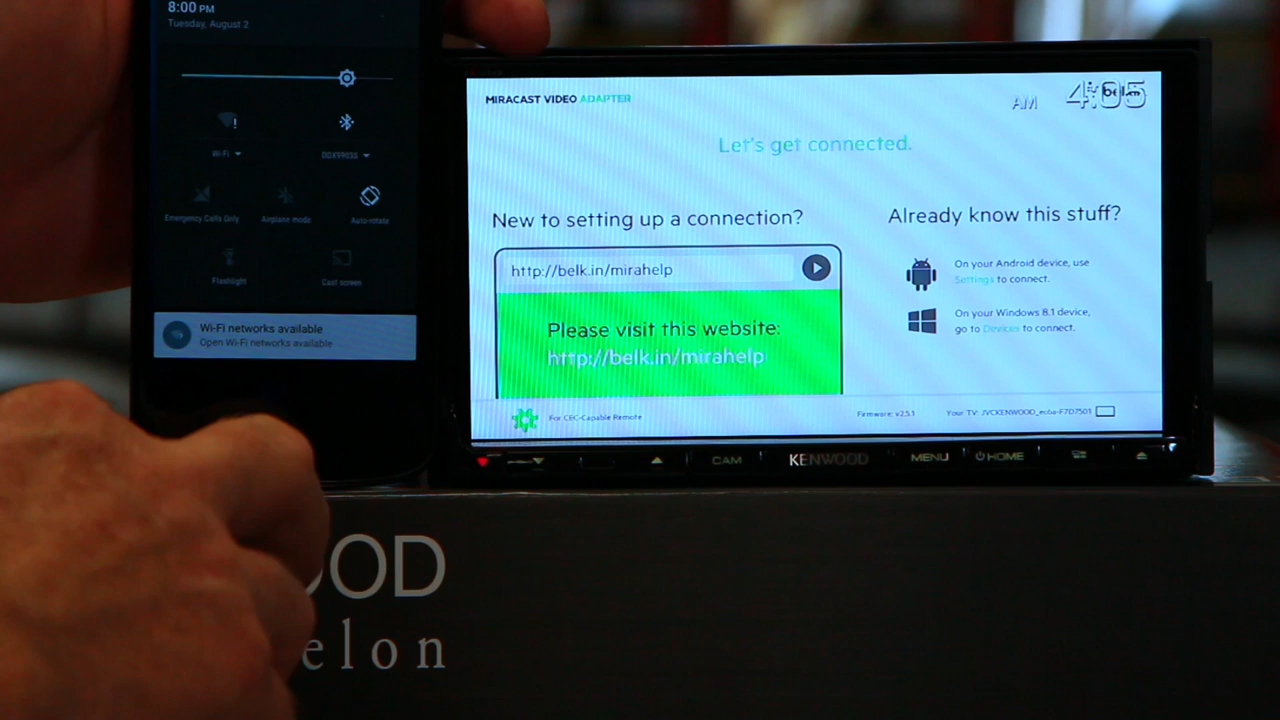 8:00 PM
Tuesday, August 2
Wi-Fi
DDX9903S
Emergency Calls Only
Airplane mode
Auto-rotate
Flashlight
Cast screen
Wi-Fi networks available
Open Wi-Fi networks available
MIRACAST VIDEO ADAPTER
AM 4:05
Let's get connected.
New to setting up a connection?
http://belk.in/mirahelp
Please visit this website:
http://belk.in/mirahelp
Already know this stuff?
On your Android device, use
Settings to connect.
On your Windows 8.1 device,
go to Devices to connect.
For CEC-Capable Remote
Firmware: v2.5.1
Your TV: JVCKENWOOD_ec6a-F7D7501
CAM
KENWOOD
MENU
HOME
OOD
elon